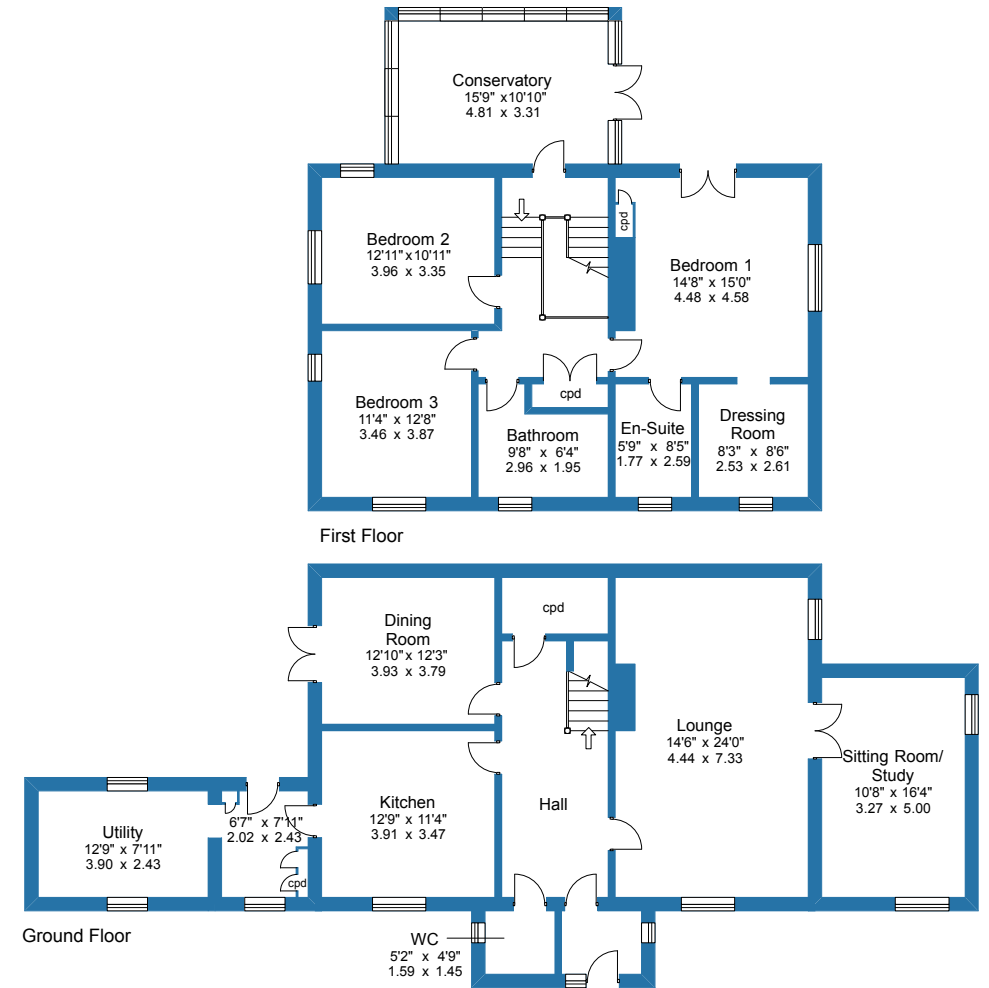 Conservatory
15'9" x10'10"
4.81 x 3.31
Bedroom 2
12'11"x10'11"
3.96 x 3.35
cpd
Bedroom 1
14'8" x 15'0"
4.48 x 4.58
Bedroom 3
11'4" x 12'8"
3.46 x 3.87
cpd
Bathroom
9'8" x 6'4"
2.96 x 1.95
En-Suite
5'9" x 8'5"
1.77 x 2.59
Dressing
Room
8'3" x 8'6"
2.53 x 2.61
First Floor
Dining
Room
12'10"x 12'3"
3.93 x 3.79
cpd
Lounge
14'6" x 24'0"
4.44 x 7.33
Sitting Room/
Study
10'8" x 16'4"
3.27 x 5.00
Hall
Kitchen
12'9" x 11'4"
3.91 x 3.47
6'7" x 7'11"
2.02 x 2.43
Utility
12'9" x 7'11"
3.90 x 2.43
cpd
Ground Floor
WC
5'2" x 4'9"
1.59 x 1.45